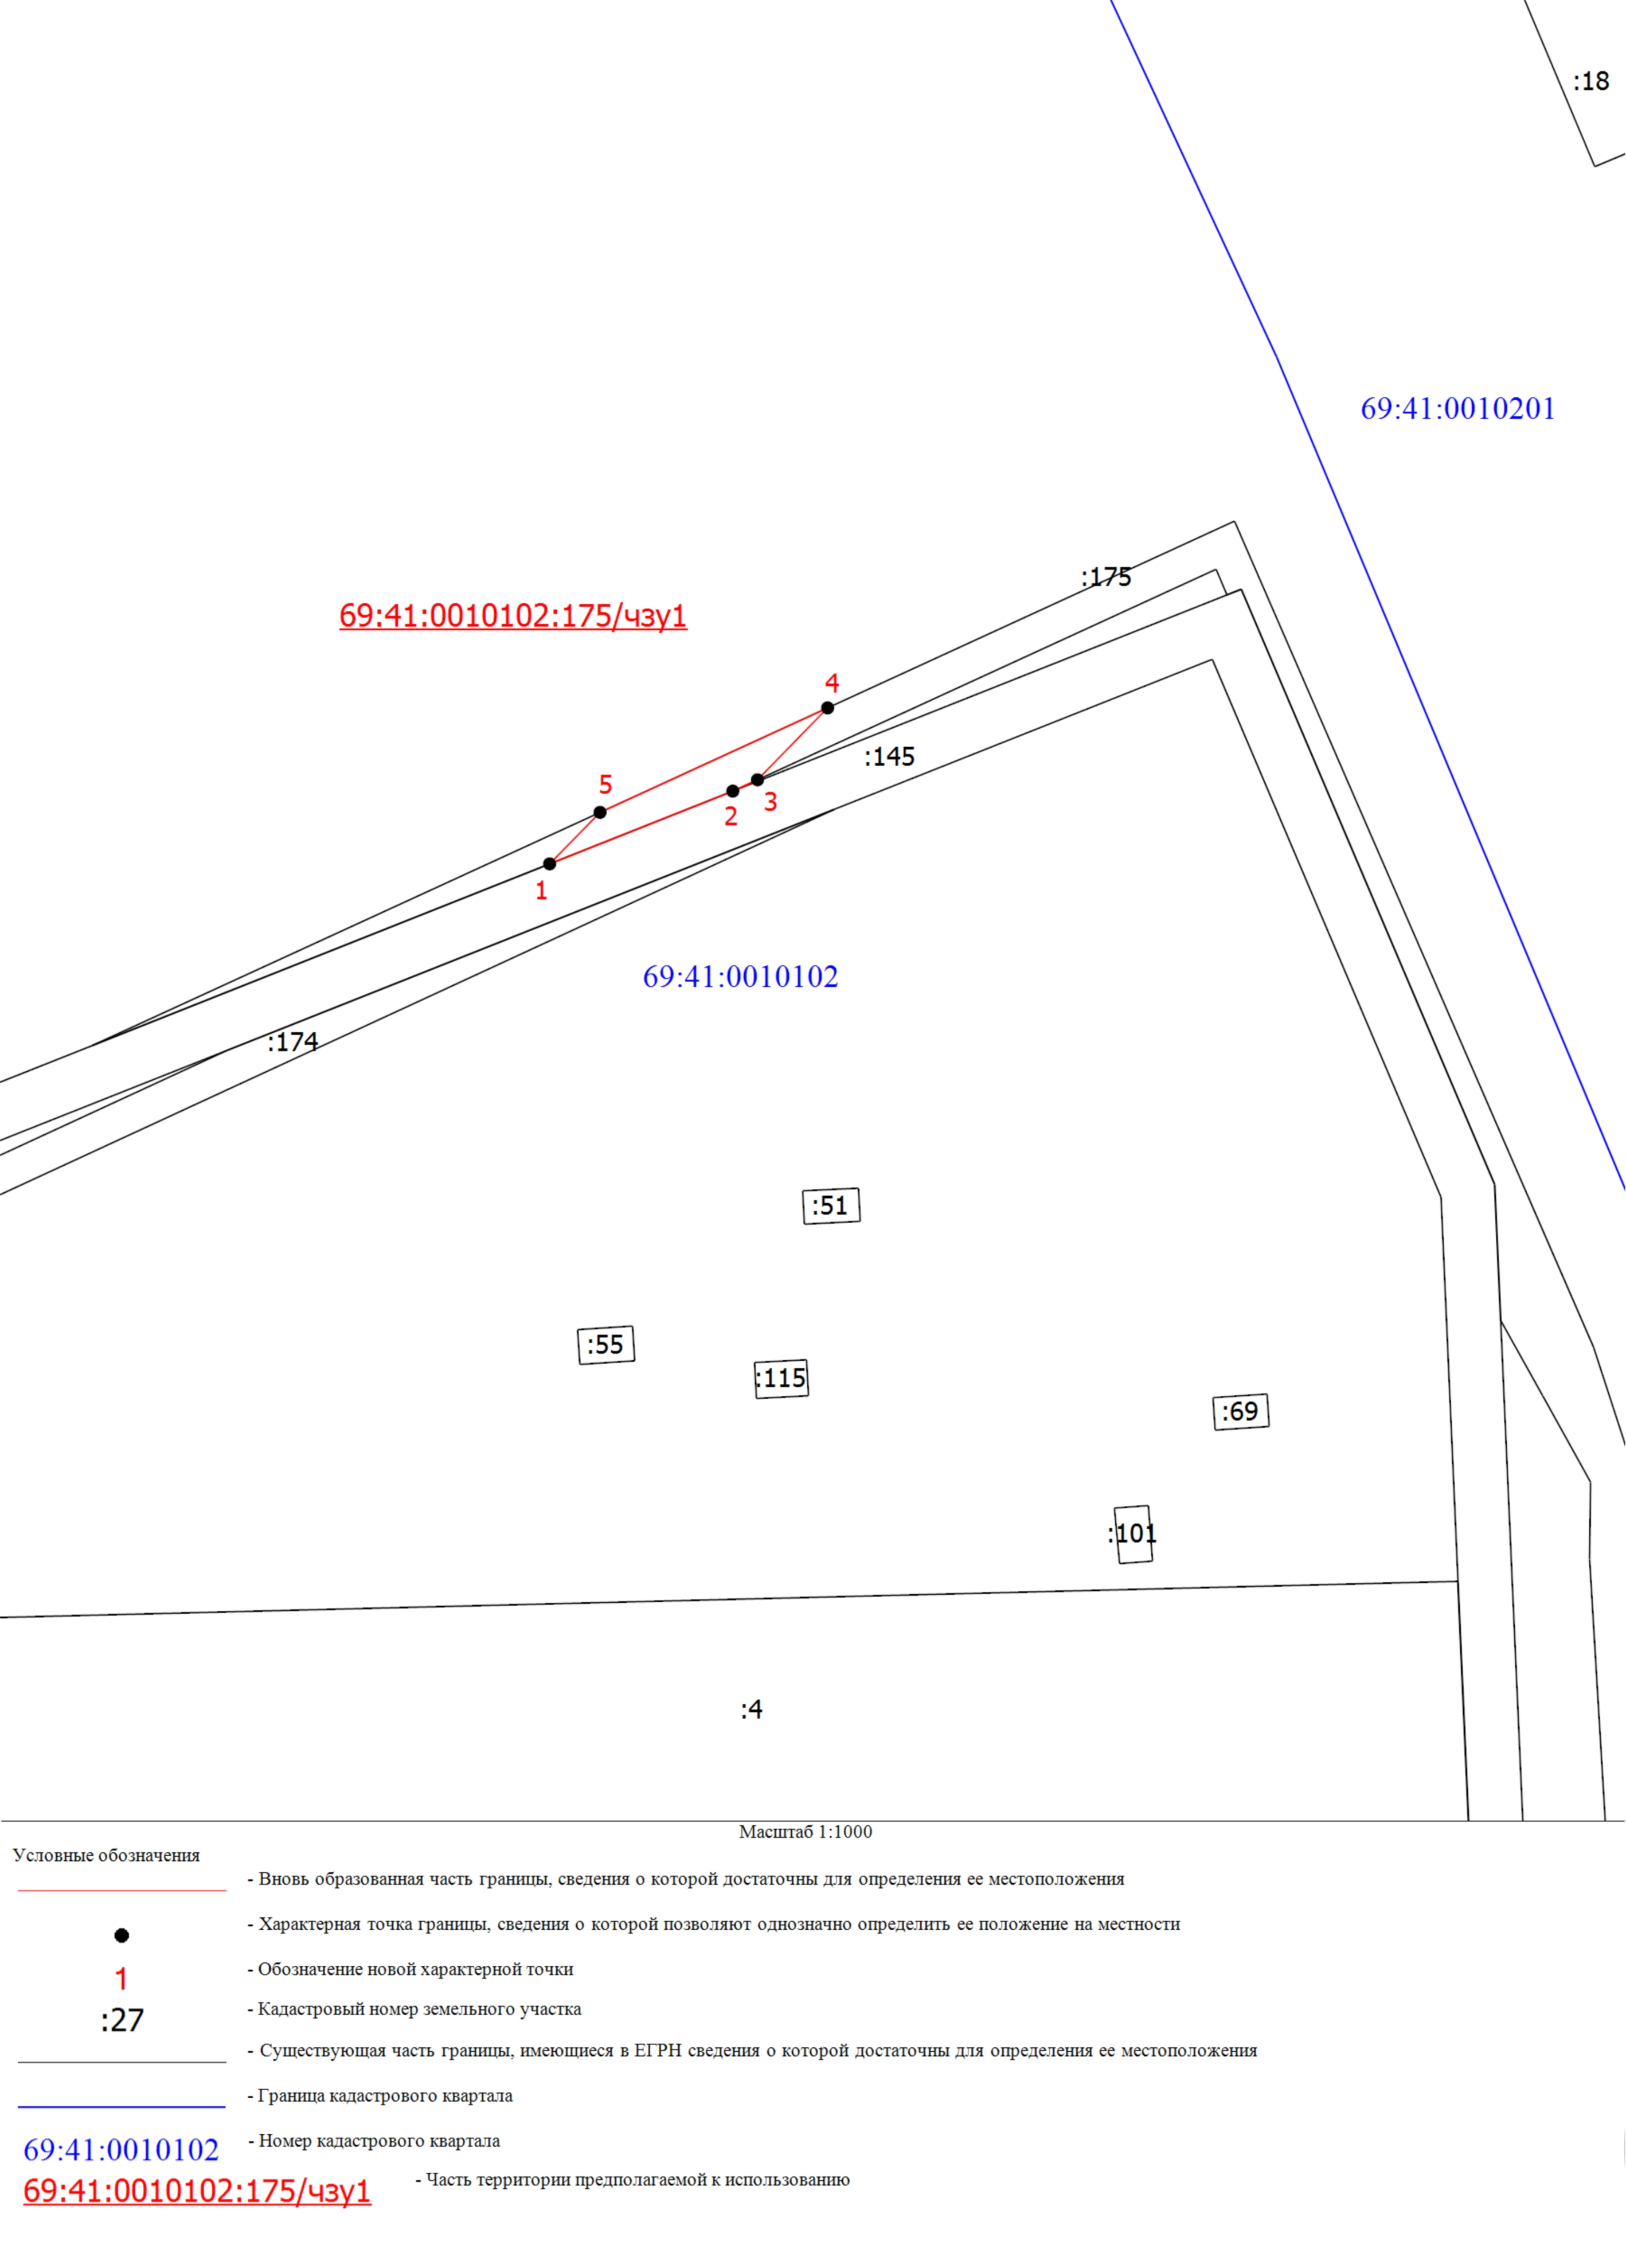 :18
69:41:0010201
:175
69:41:0010102:175/чзу1
4
:145
5
3
2
1
69:41:0010102
:174
:51
:55
:115
:69
:101
:4
Масштаб 1:1000
Условные обозначения
- Вновь образованная часть границы, сведения о которой достаточны для определения ее местоположения
- Характерная точка границы, сведения о которой позволяют однозначно определить ее положение на местности
1 - Обозначение новой характерной точки
:27 - Кадастровый номер земельного участка
- Существующая часть границы, имеющиеся в ЕГРН сведения о которой достаточны для определения ее местоположения
- Граница кадастрового квартала
69:41:0010102 - Номер кадастрового квартала
69:41:0010102:175/чзу1 - Часть территории предполагаемой к использованию